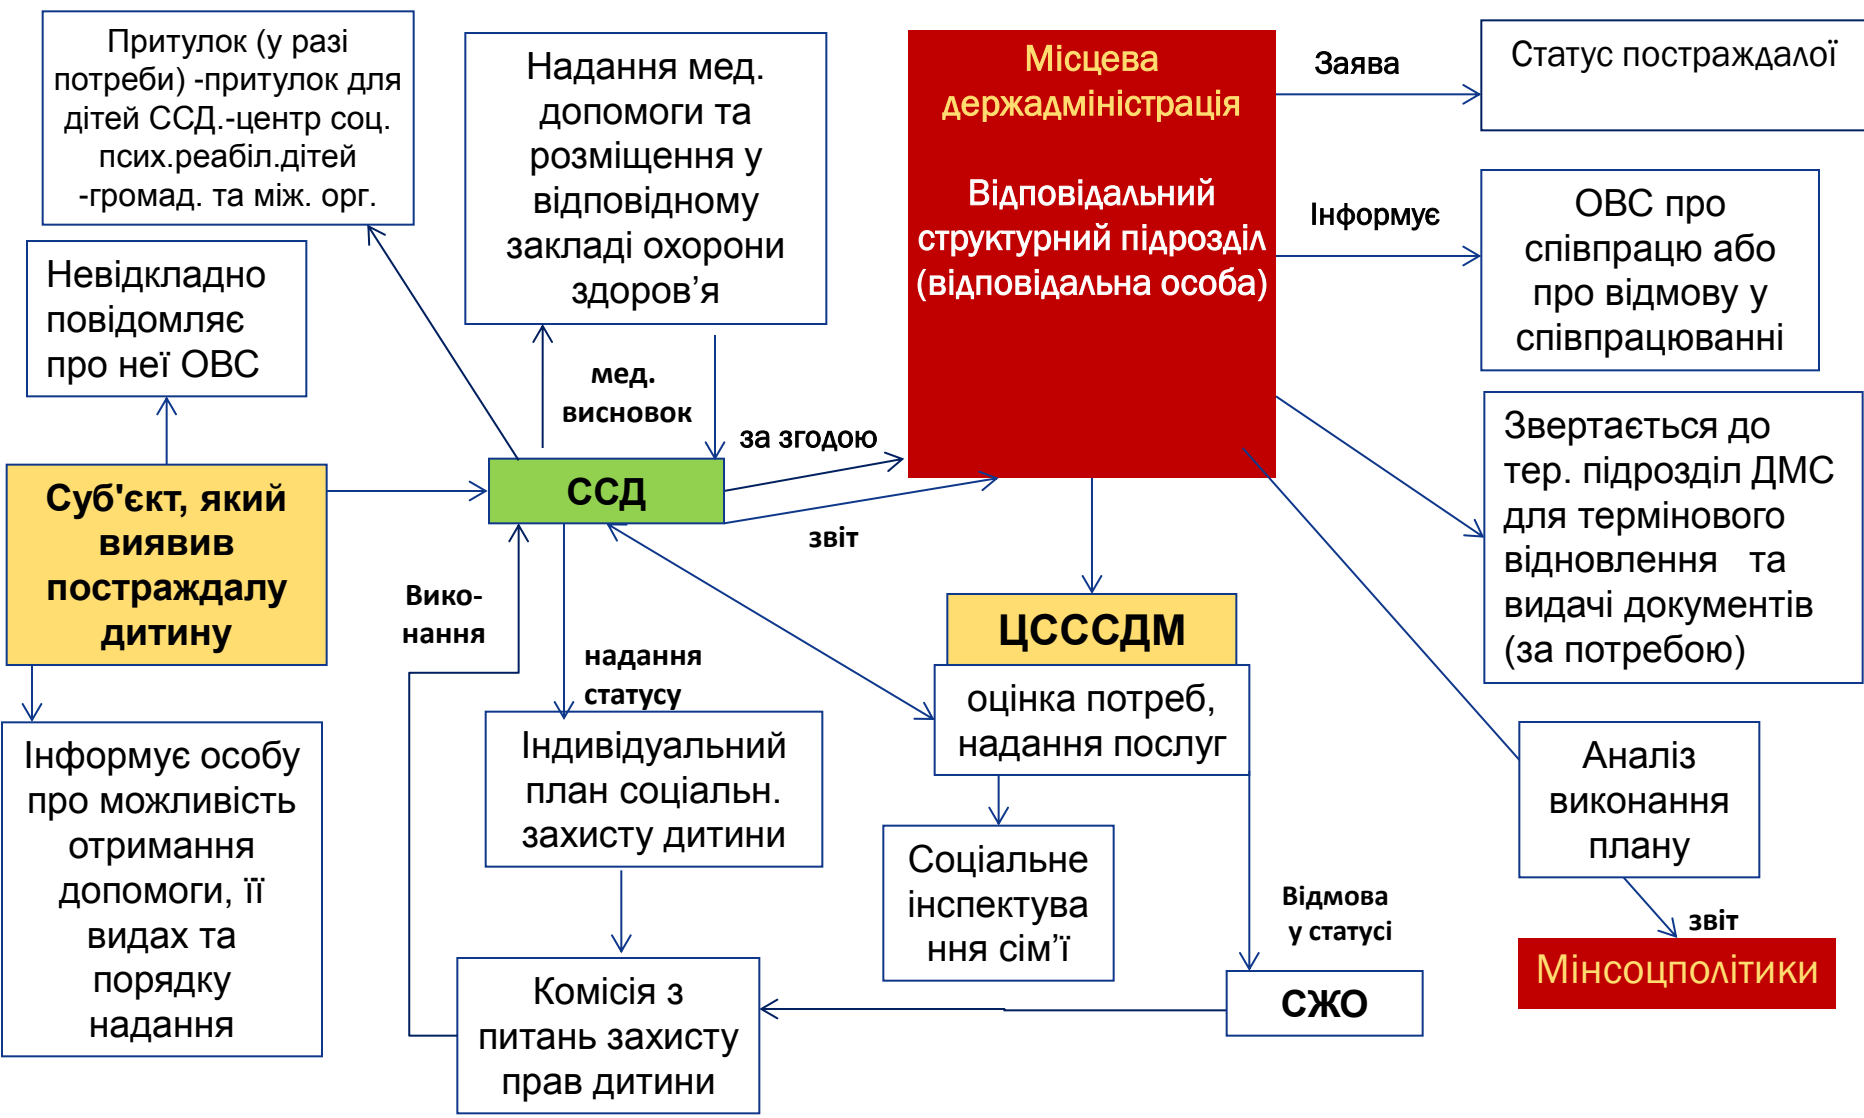 Притулок (у разі
потреби) -притулок для
дітей ССД.-центр соц.
псих.реабіл.дітей
-громад. та між. орг.
Надання мед.
допомоги та
розміщення у
відповідному
закладі охорони
здоров’я
Місцева
держадміністрація
Відповідальний
структурний підрозділ
(відповідальна особа)
Заява
Статус постраждалої
Інформує
ОВС про
співпрацю або
про відмову у
співпрацюванні
Невідкладно
повідомляє
про неї ОВС
мед.
висновок
за згодою
звіт
Звертається до
тер. підрозділ ДМС
для термінового
відновлення та
видачі документів
(за потребою)
Суб'єкт, який
виявив
постраждалу
дитину
ССД
Вико-
нання
надання
статусу
ЦСССДМ
оцінка потреб,
надання послуг
Інформує особу
про можливість
отримання
допомоги, її
видах та
порядку
надання
Індивідуальний
план соціальн.
захисту дитини
Соціальне
інспектува
ння сім’ї
Відмова
у статусі
Аналіз
виконання
плану
звіт
Мінсоцполітики
Комісія з
питань захисту
прав дитини
СЖО